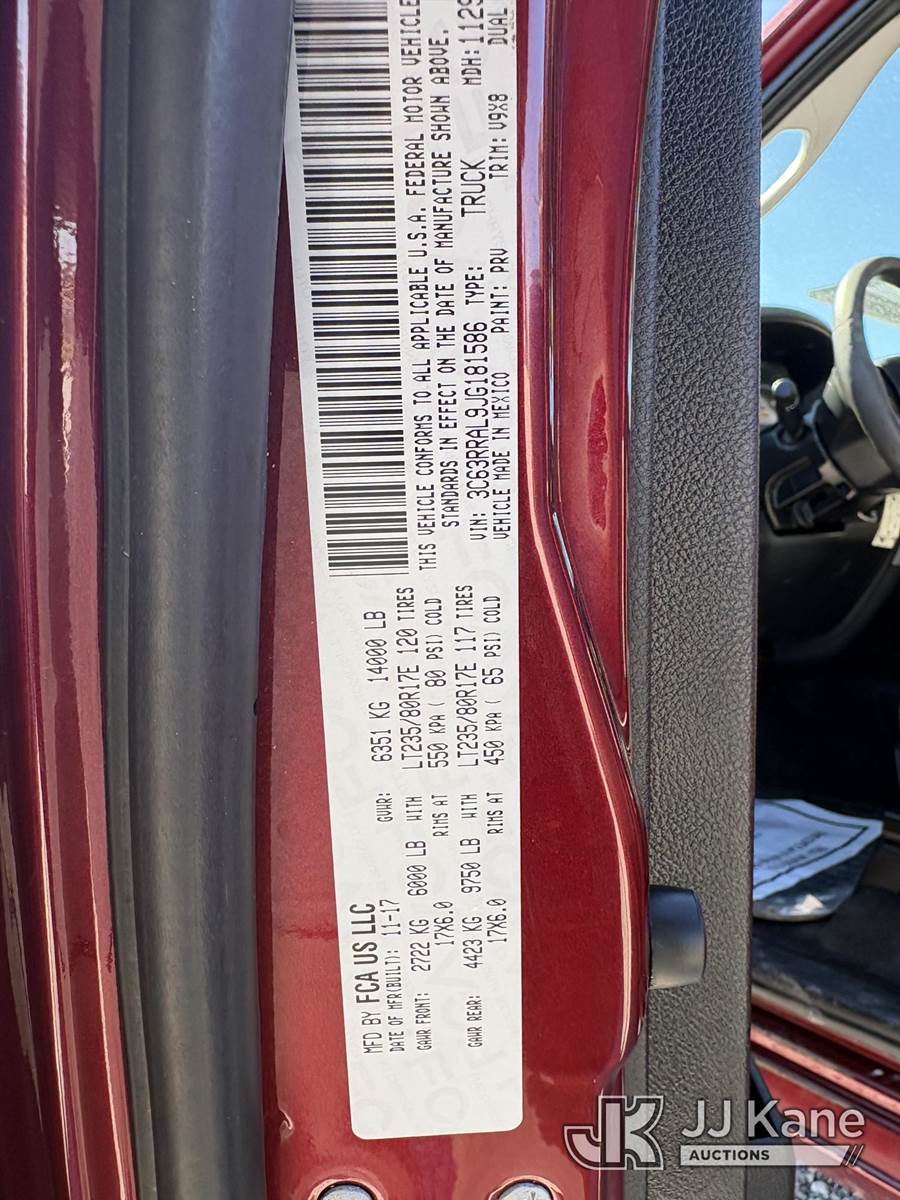 MFD BY FCA US LLC
DATE OF MFR(BUILT): 11-17 GVWR: 6351 KG 14000 LB
GAWR FRONT: 2722 KG 6000 LB WITH LT235/80R17E 120 TIRES
17X6.0 RIMS AT 550 KPA ( 80 PSI) COLD
GAWR REAR: 4423 KG 9750 LB WITH LT235/80R17E 117 TIRES
17X6.0 RIMS AT 450 KPA ( 65 PSI) COLD
THIS VEHICLE CONFORMS TO ALL APPLICABLE U.S.A. FEDERAL MOTOR VEHICLE
STANDARDS IN EFFECT ON THE DATE OF MANUFACTURE SHOWN ABOVE.
VIN: 3C63RRAL9JG181586 TYPE: TRUCK MDH: 1129
VEHICLE MADE IN MEXICO PAINT: PRV TRIM: V9X8 DUAL
JK JJ Kane
AUCTIONS